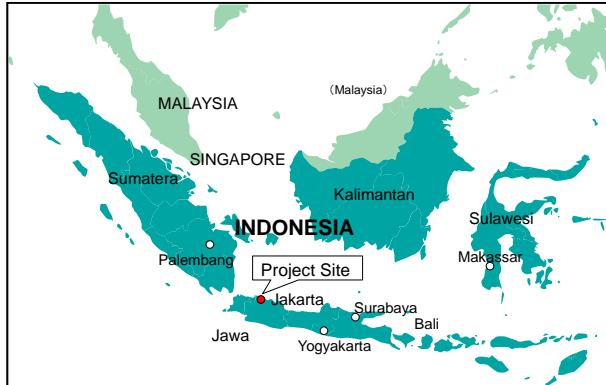 MALAYSIA
（Malaysia）
SINGAPORE
Sumatera
Kalimantan
Sulawesi
INDONESIA
Palembang
Makassar
Project Site
Jakarta
Surabaya
Bali
Jawa
Yogyakarta